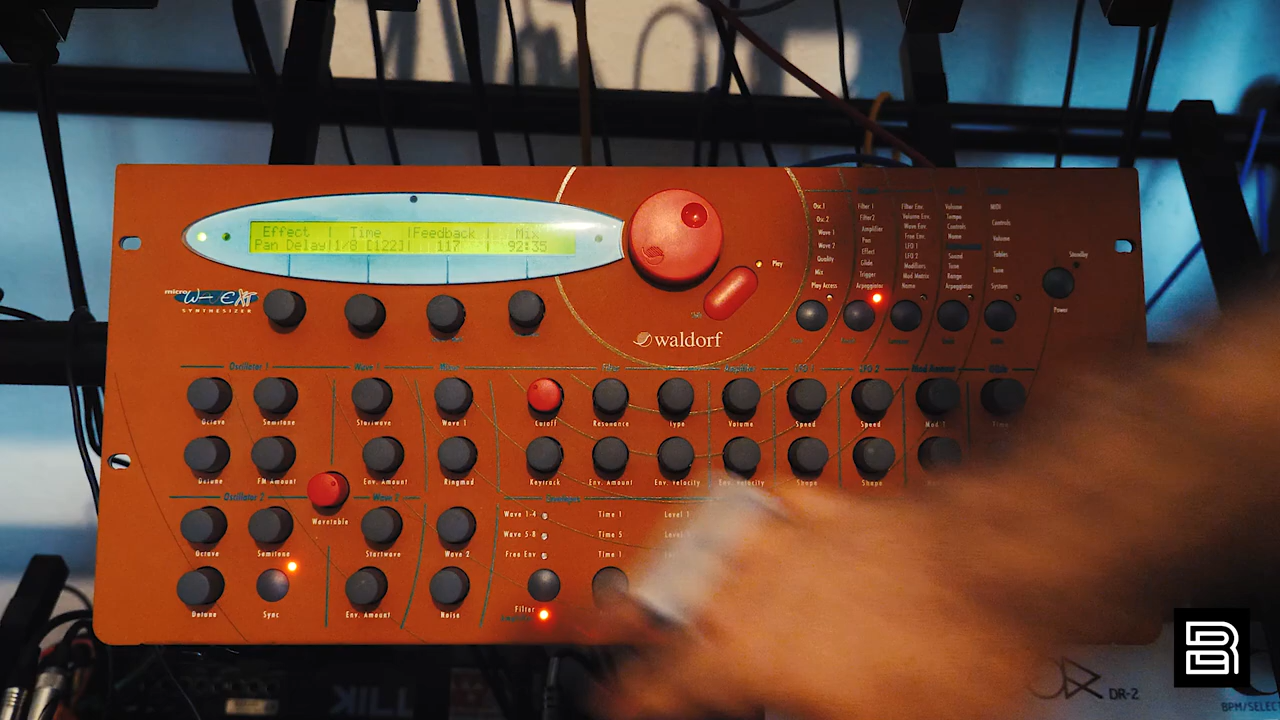 Effect | Time |Feedback | Mix
Pan Delay|1/8 [122]| 117 | 92:35
micro
W- EXT
SYNTHESIZER
Play
waldorf
Osc.1
Osc.2
Wave 1
Wave 2
Quality
Mix
Play Access
Filter 1
Filter2
Amplifier
Pan
Effect
Glide
Trigger
Arpeggiator
Filter Env.
Volume Env.
Wave Env.
Free Env.
LFO 1
LFO 2
Modifiers
Mod Matrix
Name
Volume
Tempo
Controls
Name
Sound
Tune
Range
Arpeggiator
MIDI
Controls
Volume
Tables
Tune
System
Standby
Power
Oscillator 1
Wave 1
LFO 2
Octave
Semitone
Startwave
Wave 1
Cutoff
Resonance
Type
Volume
Speed
Speed
Mod 1
Detune
FM Amount
Env. Amount
Ringmod
Keytrack
Env. Amount
Env. velocity
Env. velocity
Shape
Shape
Oscillator 2
Wave 2
Wavetable
Octave
Semitone
Startwave
Wave 2
Wave 1-4
Time 1
Level 1
Wave 5-8
Time 5
Free Env
Time 1
Detune
Sync
Env. Amount
Noise
Filter
KILL
DR-2
BPM/SELECT